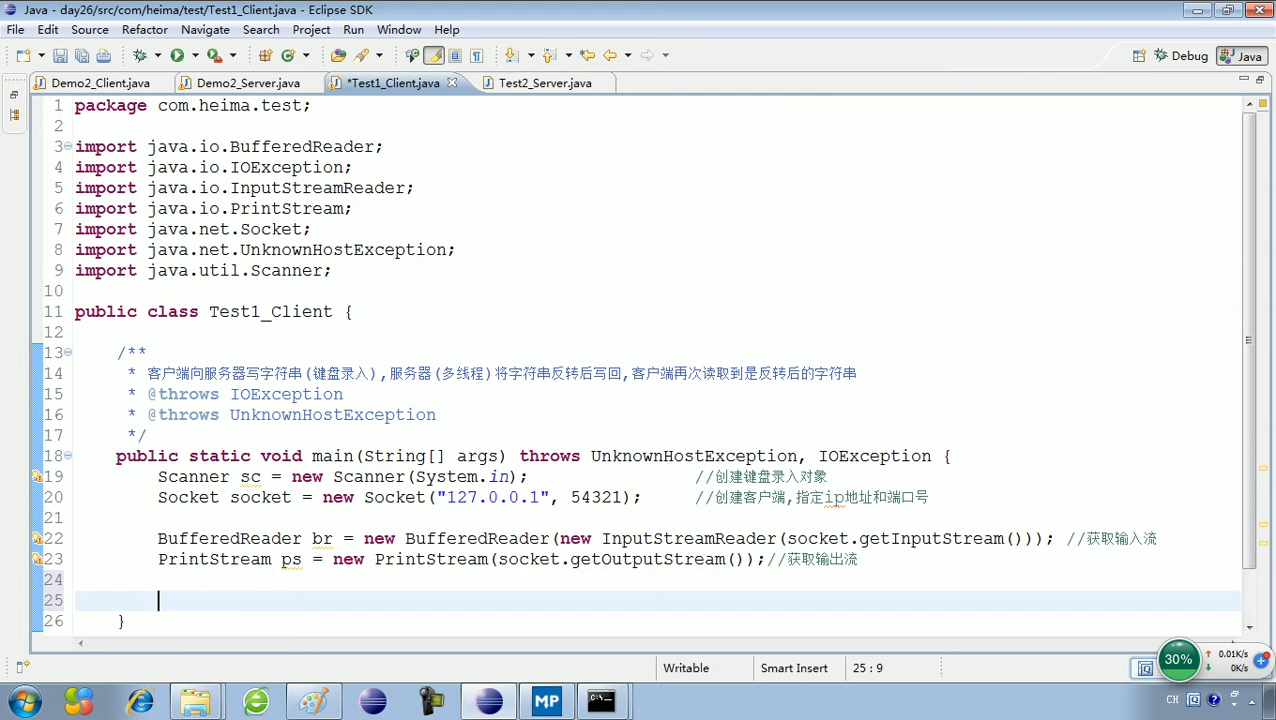 Java - day26/src/com/heima/test/Test1_Client.java - Eclipse SDK
File Edit Source Refactor Navigate Search Project Run Window Help
Debug Java
Demo2_Client.java Demo2_Server.java *Test1_Client.java Test2_Server.java
1 package com.heima.test;
2
3 import java.io.BufferedReader;
4 import java.io.IOException;
5 import java.io.InputStreamReader;
6 import java.io.PrintStream;
7 import java.net.Socket;
8 import java.net.UnknownHostException;
9 import java.util.Scanner;
10
11 public class Test1_Client {
12
13 /**
14 * 客户端向服务器写字符串(键盘录入),服务器(多线程)将字符串反转后写回,客户端再次读取到是反转后的字符串
15 * @throws IOException
16 * @throws UnknownHostException
17 */
18 public static void main(String[] args) throws UnknownHostException, IOException {
19 Scanner sc = new Scanner(System.in); //创建键盘录入对象
20 Socket socket = new Socket("127.0.0.1", 54321); //创建客户端,指定ip地址和端口号
21
22 BufferedReader br = new BufferedReader(new InputStreamReader(socket.getInputStream())); //获取输入流
23 PrintStream ps = new PrintStream(socket.getOutputStream());//获取输出流
24
25
26 }
Writable Smart Insert 25 : 9
30% 0.01K/s
0K/s
MP CH